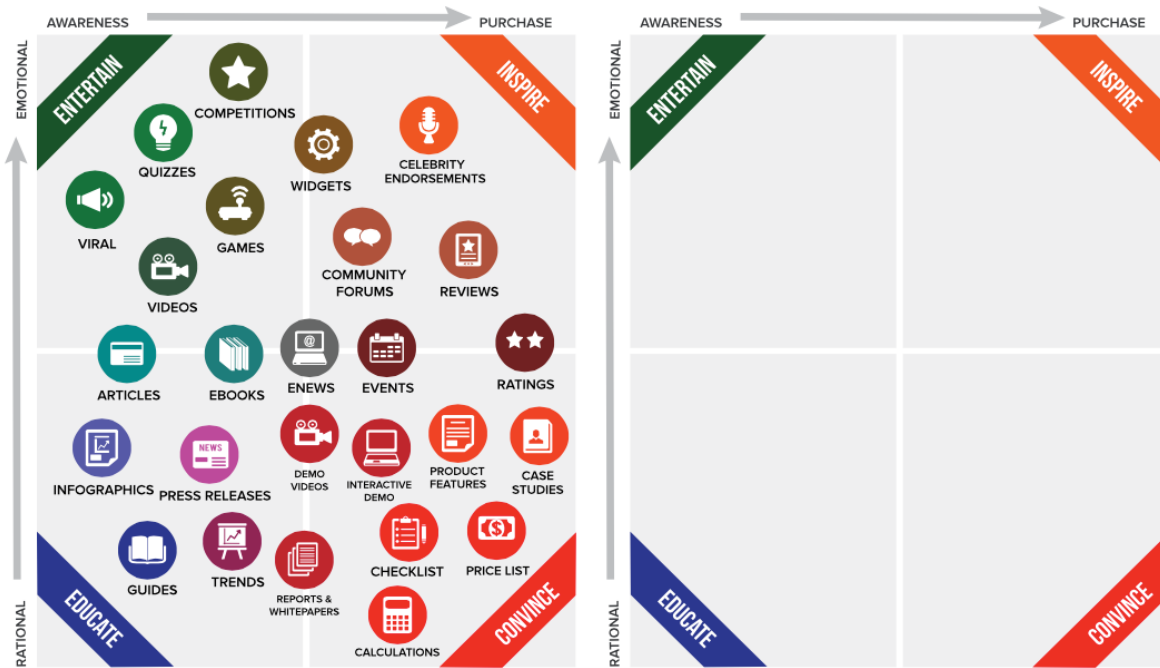 AWARENESS
PURCHASE
EMOTIONAL
ENTERTAIN
INSPIRE
COMPETITIONS
QUIZZES
WIDGETS
CELEBRITY
ENDORSEMENTS
VIRAL
GAMES
COMMUNITY
FORUMS
REVIEWS
VIDEOS
ARTICLES
EBOOKS
@
ENEWS
EVENTS
RATINGS
INFOGRAPHICS
NEWS
PRESS RELEASES
DEMO
VIDEOS
INTERACTIVE
DEMO
PRODUCT
FEATURES
CASE
STUDIES
GUIDES
TRENDS
REPORTS &
WHITEPAPERS
CHECKLIST
$
PRICE LIST
CALCULATIONS
RATIONAL
EDUCATE
CONVINCE
AWARENESS
PURCHASE
EMOTIONAL
ENTERTAIN
INSPIRE
RATIONAL
EDUCATE
CONVINCE